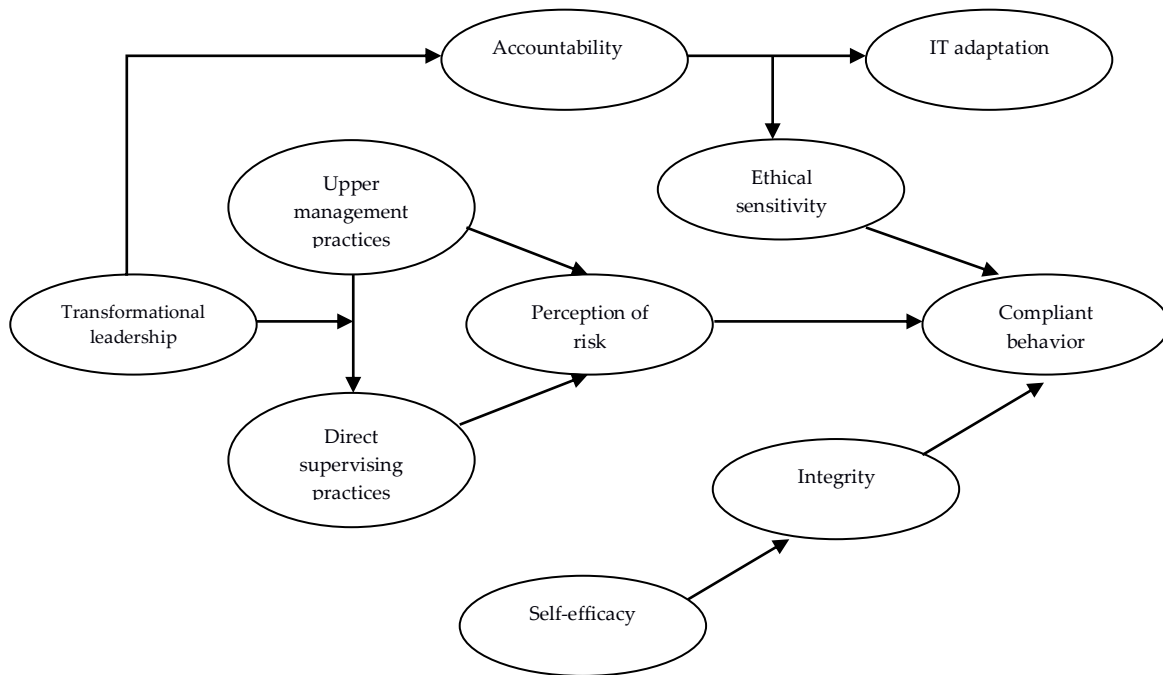 Accountability
IT adaptation
Upper
management
practices
Ethical
sensitivity
Transformational
leadership
Perception of
risk
Compliant
behavior
Direct
supervising
practices
Integrity
Self-efficacy